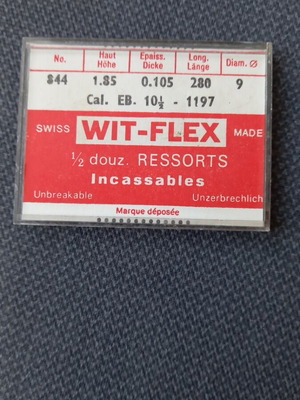 No. Haut Höhe Epaiss. Dicke Long. Länge Diam. Ø
844 1.85 0.105 280 9
Cal. EB. 10½ - 1197
SWISS WIT-FLEX MADE
½ douz. RESSORTS
Incassables
Unbreakable Unzerbrechlich
Marque déposée